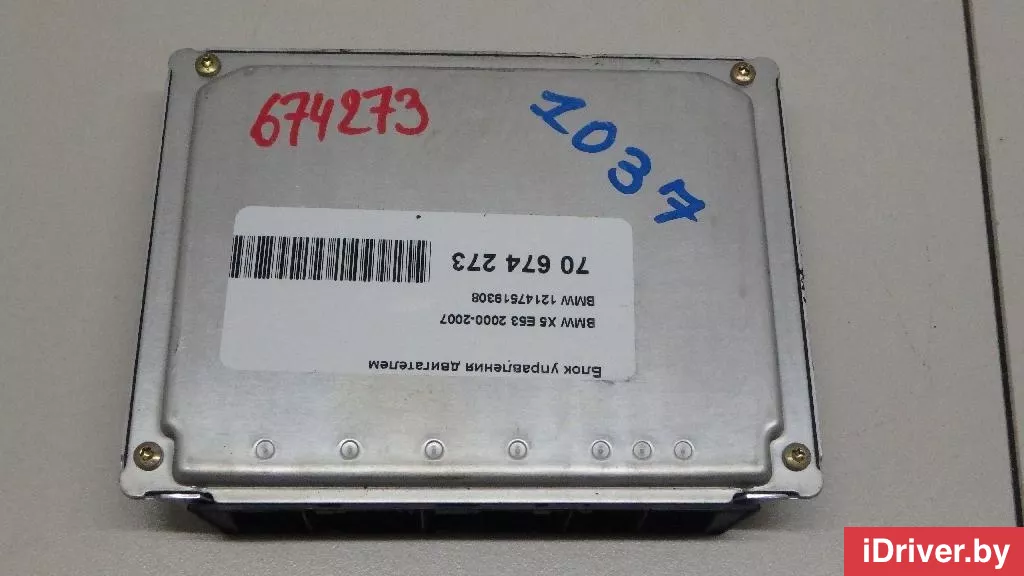 674273
1037
Блок управления двигателем
BMW X5 E53 2000-2007
BMW 12147519308
70 674 273
iDriver.by